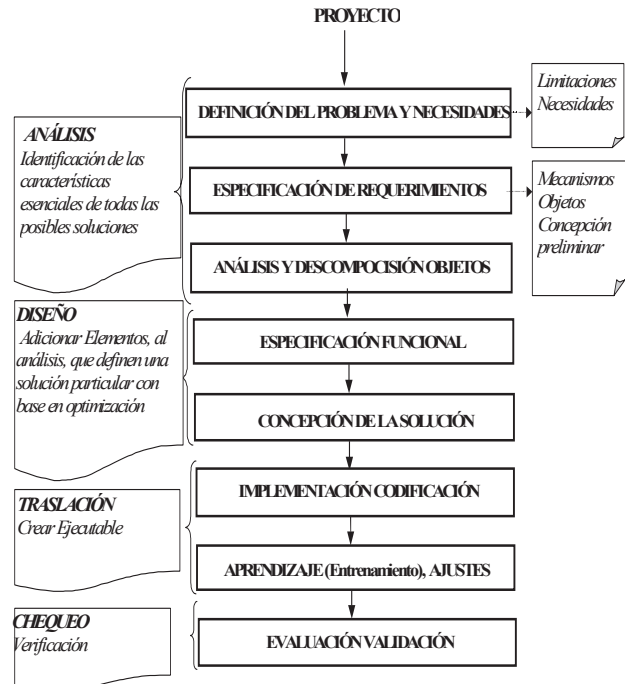 PROYECTO
DEFINICIÓN DEL PROBLEMA Y NECESIDADES
Limitaciones
Necesidades
ANÁLISIS
Identificación de las
características
esenciales de todas las
posibles soluciones
ESPECIFICACIÓN DE REQUERIMIENTOS
Mecanismos
Objetos
Concepción
preliminar
ANÁLISIS Y DESCOMPOCISIÓN OBJETOS
DISEÑO
Adicionar Elementos, al
análisis, que definen una
solución particular con
base en optimización
ESPECIFICACIÓN FUNCIONAL
CONCEPCIÓN DE LA SOLUCIÓN
TRASLACIÓN
Crear Ejecutable
IMPLEMENTACIÓN CODIFICACIÓN
APRENDIZAJE (Entrenamiento), AJUSTES
CHEQUEO
Verificación
EVALUACIÓN VALIDACIÓN